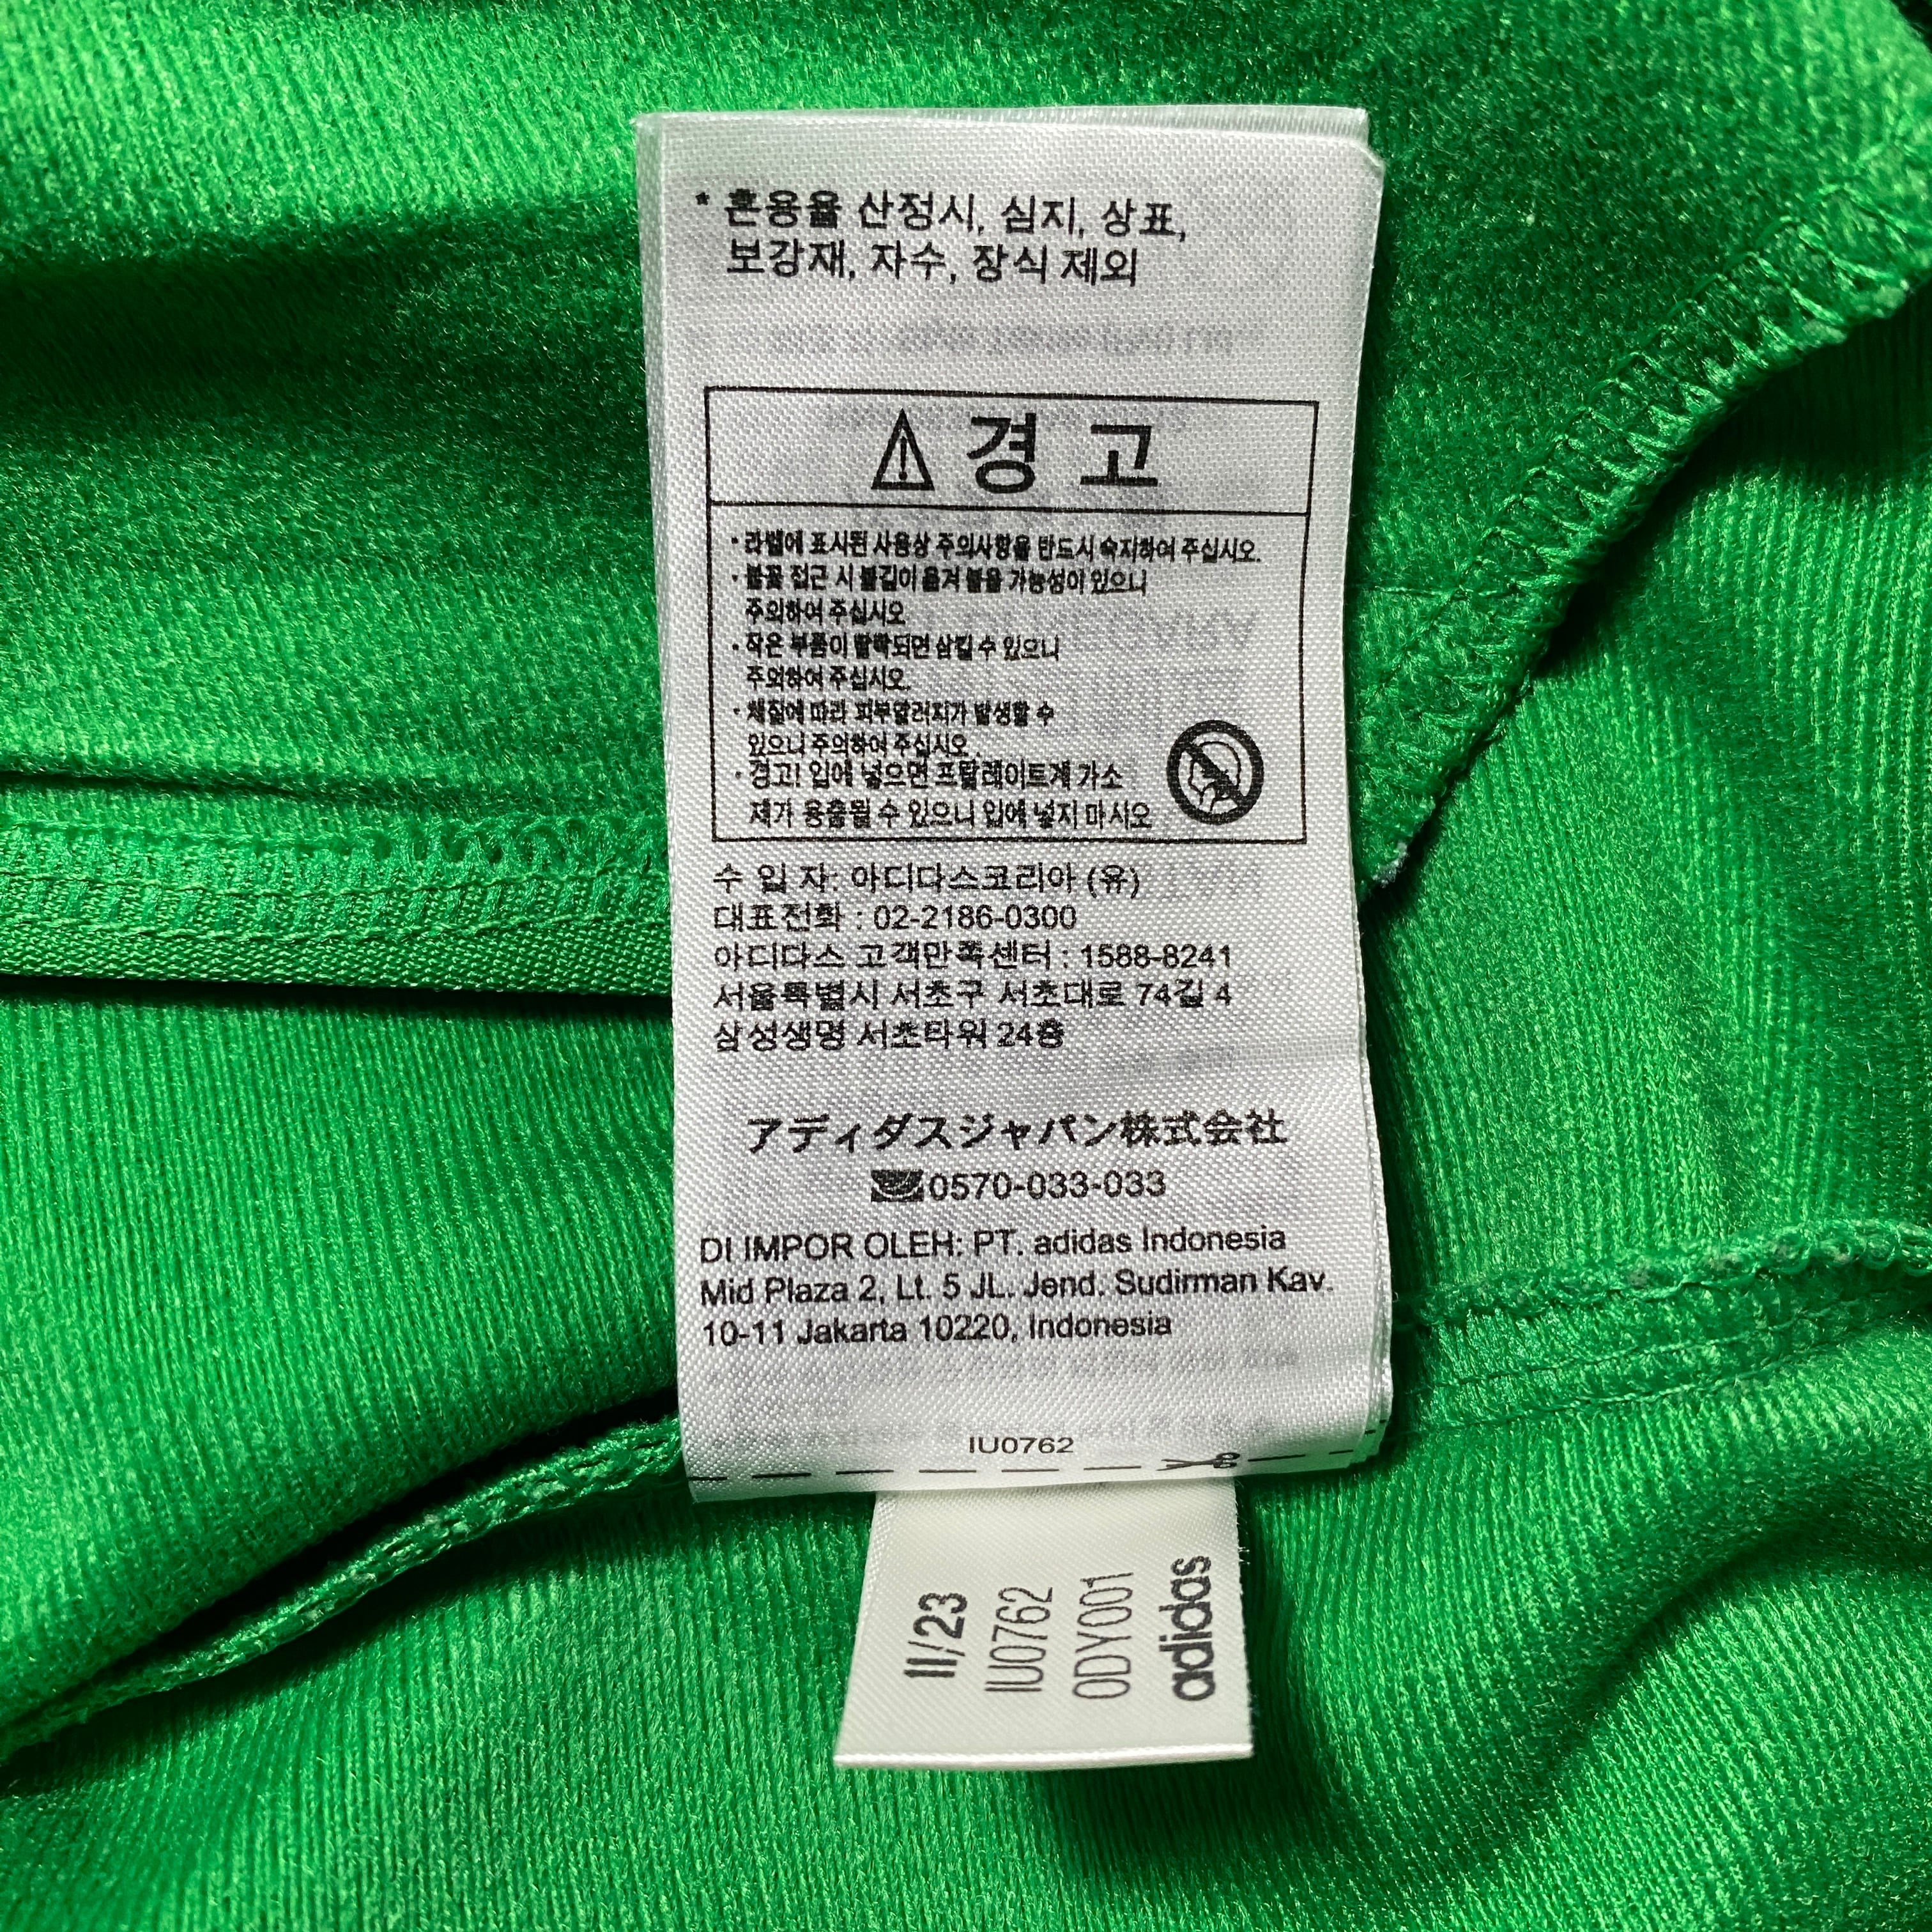 * 혼용율 산정시, 심지, 상표,
보강재, 자수, 장식 제외
경 고
· 라벨에 표시된 사용상 주의사항을 반드시 숙지하여 주십시오.
· 불꽃 접근 시 불길이 옮겨 붙을 가능성이 있으니
주의하여 주십시오
· 작은 부품이 탈락되면 삼킬 수 있으니
주의하여 주십시오.
· 재질에 따라 피부알러지가 발생할 수
있으니 주의하여 주십시오.
· 경고! 입에 넣으면 프탈레이트계 가소
제가 용출될 수 있으니 입에 넣지 마시오
수 입 자: 아디다스코리아 (유)
대표전화 : 02-2186-0300
아디다스 고객만족센터 : 1588-8241
서울특별시 서초구 서초대로 74길 4
삼성생명 서초타워 24층
アディダスジャパン株式会社
0570-033-033
DI IMPOR OLEH: PT. adidas Indonesia
Mid Plaza 2, Lt. 5 JL. Jend. Sudirman Kav.
10-11 Jakarta 10220, Indonesia
IU0762
11/23
IU0762
0DY001
adidas